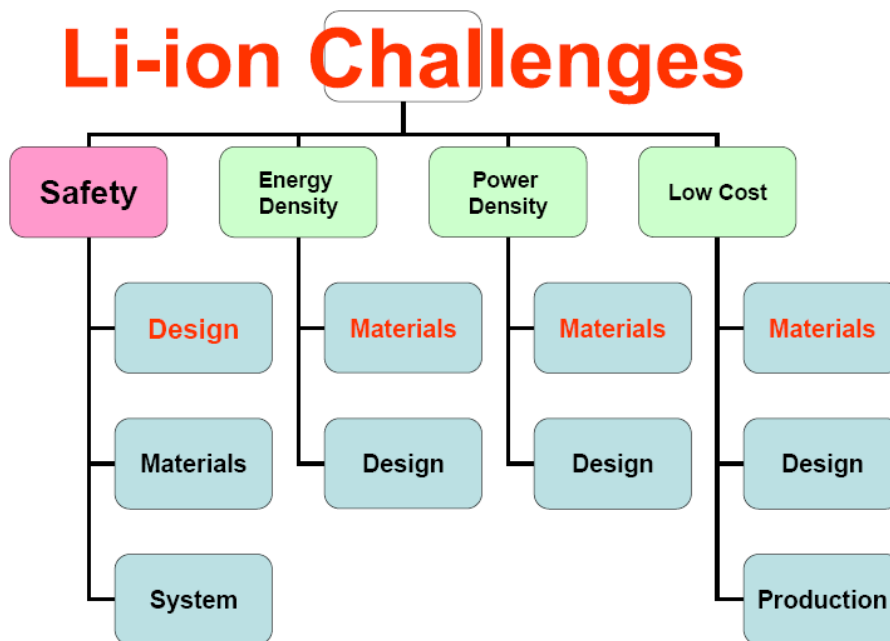 Li-ion Challenges
Safety
Energy
Density
Power
Density
Low Cost
Design
Materials
Materials
Materials
Materials
Design
Design
Design
System
Production